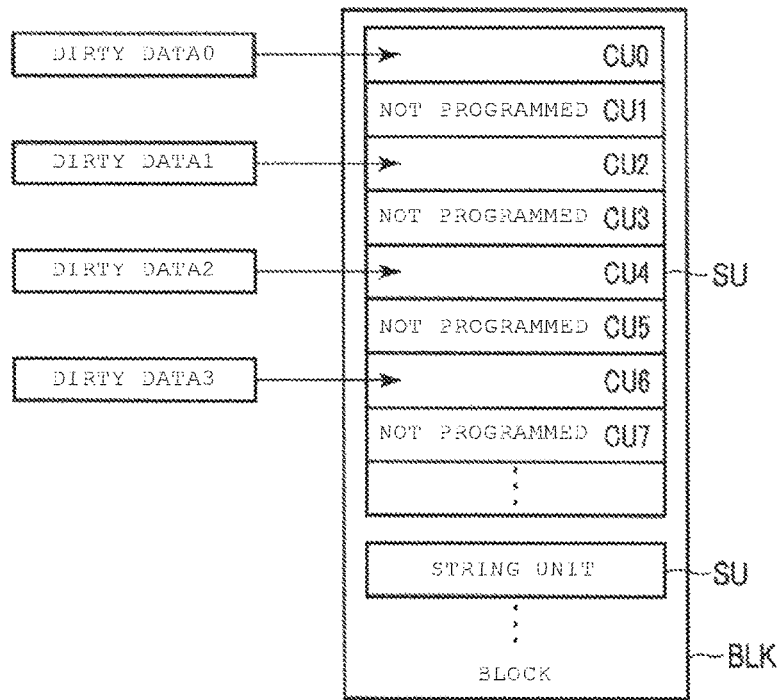 DIRTY DATA0
CU0
NOT PROGRAMMED CU1
DIRTY DATA1
CU2
NOT PROGRAMMED CU3
DIRTY DATA2
CU4
SU
NOT PROGRAMMED CU5
DIRTY DATA3
CU6
NOT PROGRAMMED CU7
STRING UNIT
SU
BLK
BLOCK